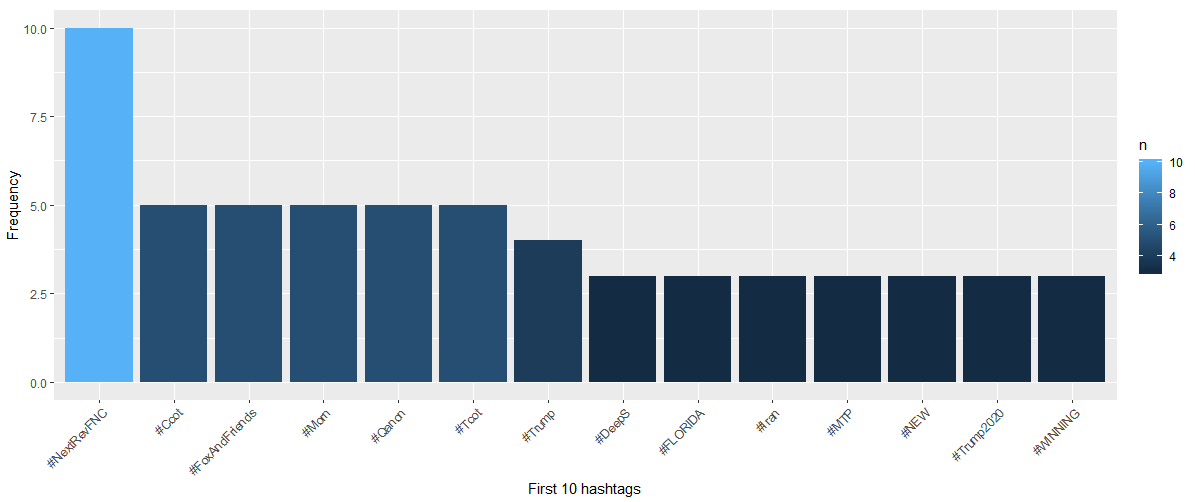 10.0
7.5
5.0
2.5
0.0
Frequency
#NextRevFNC
#Ccot
#FoxAndFriends
#Mom
#Qanon
#Tcot
#Trump
#DeepS
#FLORIDA
#Iran
#MTP
#NEW
#Trump2020
#WINNING
First 10 hashtags
n
10
8
6
4